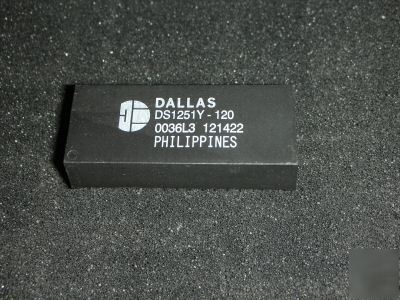 DALLAS
DS1251Y - 120
0036L3 121422
PHILIPPINES